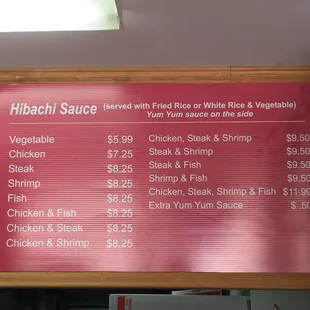 Hibachi Sauce (served with Fried Rice or White Rice & Vegetable)
Yum Yum sauce on the side
Vegetable $5.99
Chicken $7.25
Steak $8.25
Shrimp $8.25
Fish $8.25
Chicken & Fish $8.25
Chicken & Steak $8.25
Chicken & Shrimp $8.25
Chicken, Steak & Shrimp $9.50
Steak & Shrimp $9.50
Steak & Fish $9.50
Shrimp & Fish $9.50
Chicken, Steak, Shrimp & Fish $11.99
Extra Yum Yum Sauce $ .50